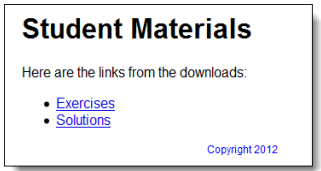 Student Materials
Here are the links from the downloads:
Exercises
Solutions
Copyright 2012